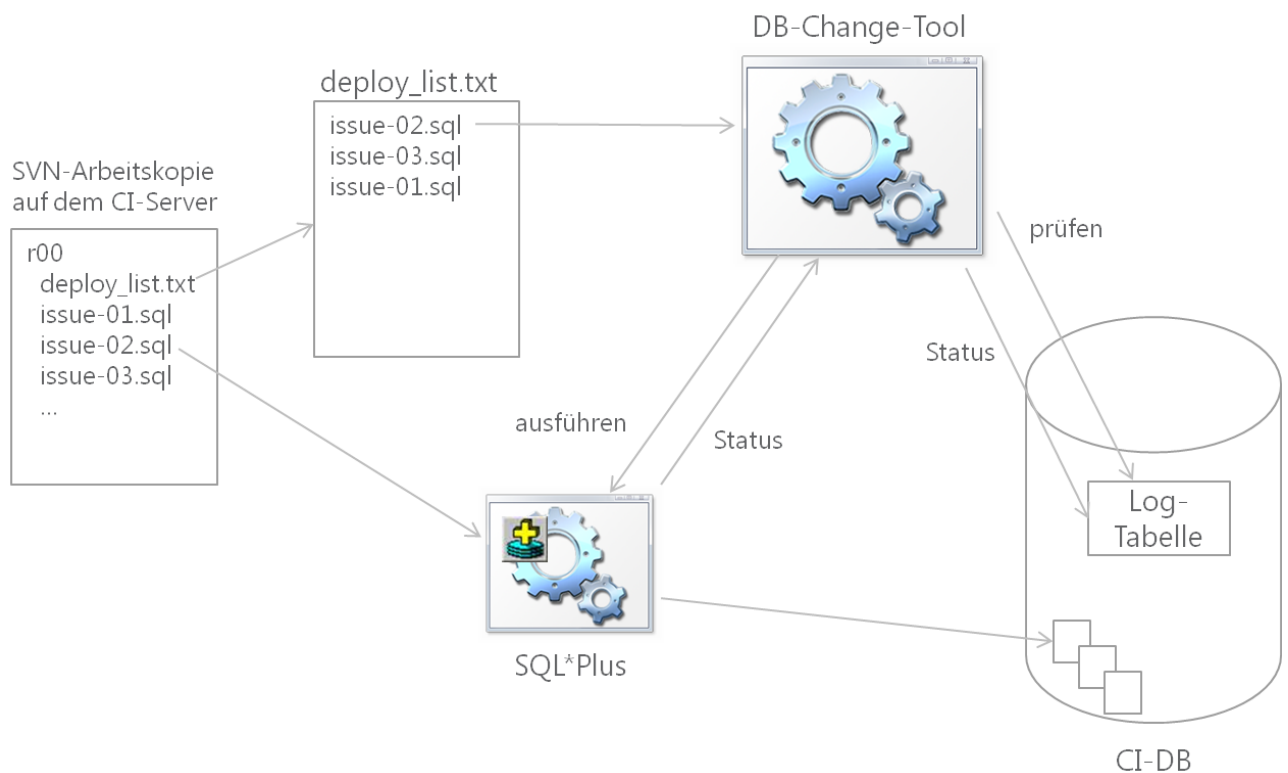 DB-Change-Tool
deploy_list.txt
issue-02.sql
issue-03.sql
issue-01.sql
SVN-Arbeitskopie
auf dem CI-Server
r00
deploy_list.txt
issue-01.sql
issue-02.sql
issue-03.sql
...
prüfen
Status
ausführen
Status
Log-
Tabelle
SQL*Plus
CI-DB